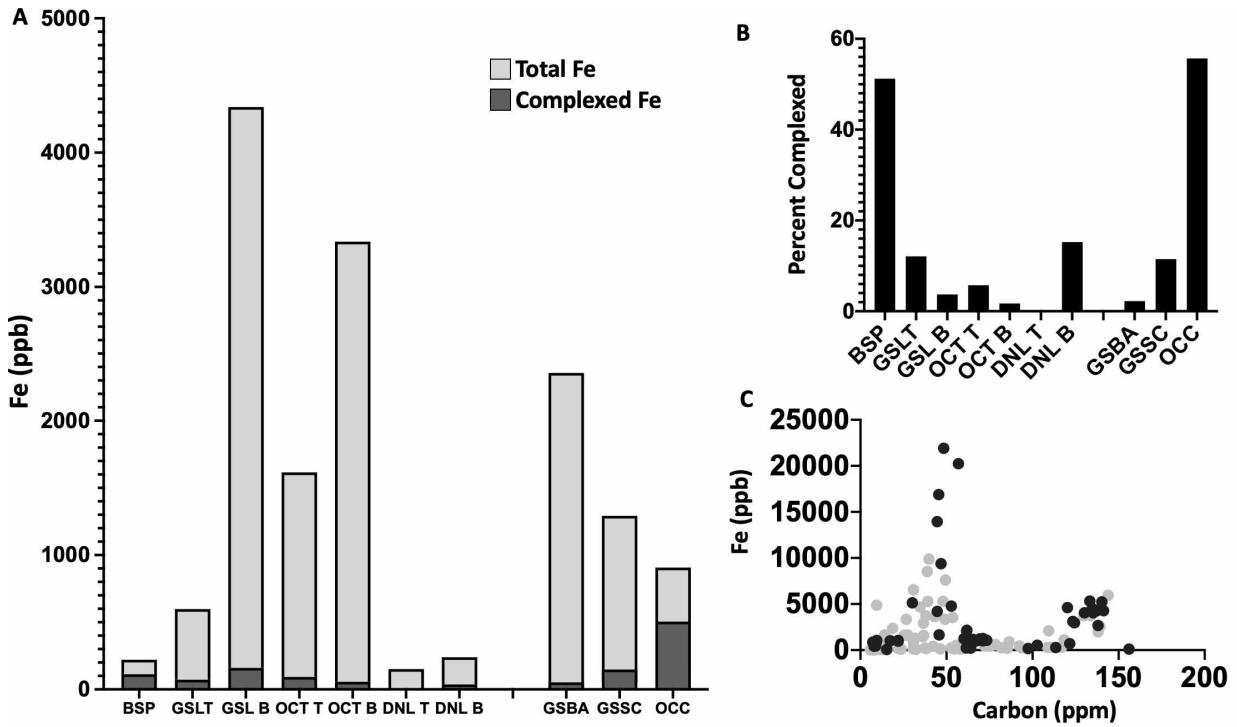 A
5000
4000
3000
2000
1000
0
Fe (ppb)
Total Fe
Complexed Fe
BSP GSLT GSL B OCT T OCT B DNL T DNL B GSBA GSSC OCC
B
60
40
20
0
Percent Complexed
BSP GSLT GSL B OCT T OCT B DNL T DNL B GSBA GSSC OCC
C
25000
20000
15000
10000
5000
0
Fe (ppb)
0 50 100 150 200
Carbon (ppm)